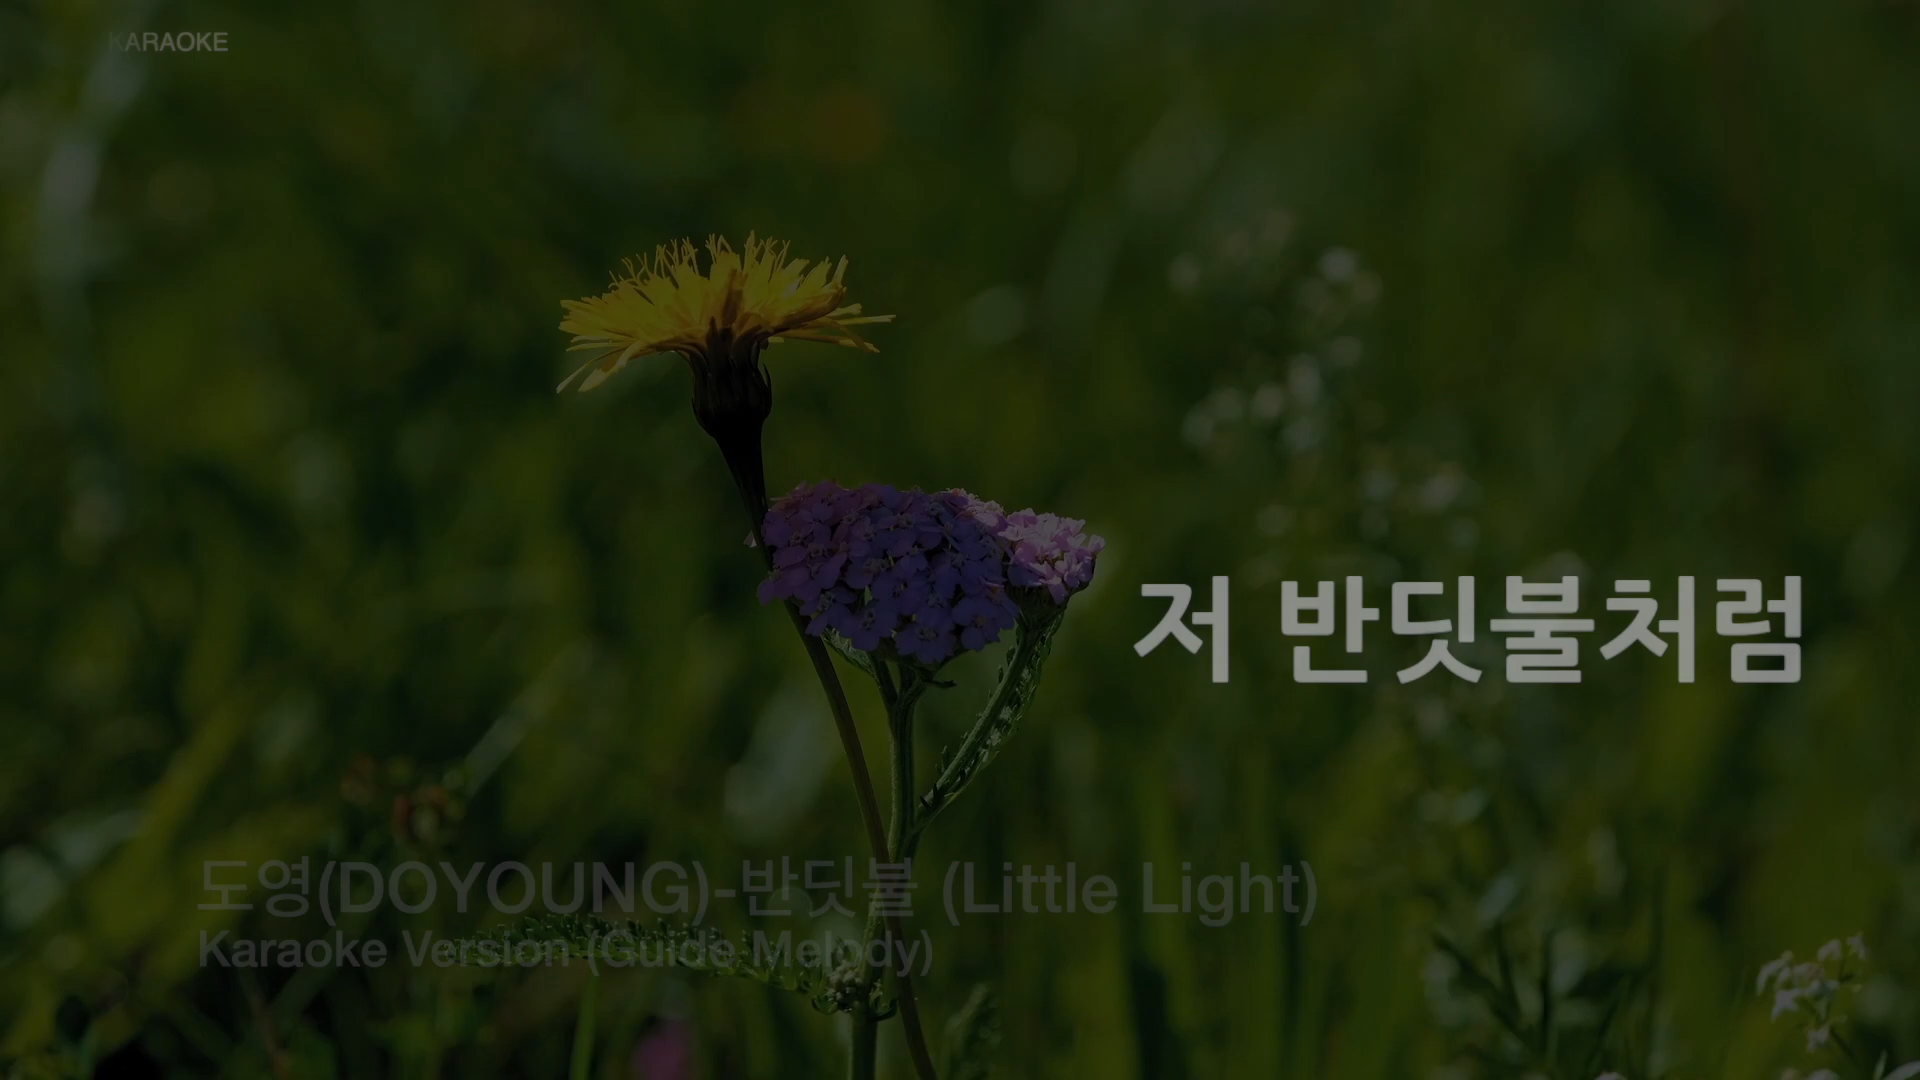 KARAOKE
저 반딧불처럼
도영(DOYOUNG)-반딧불 (Little Light)
Karaoke Version (Guide Melody)